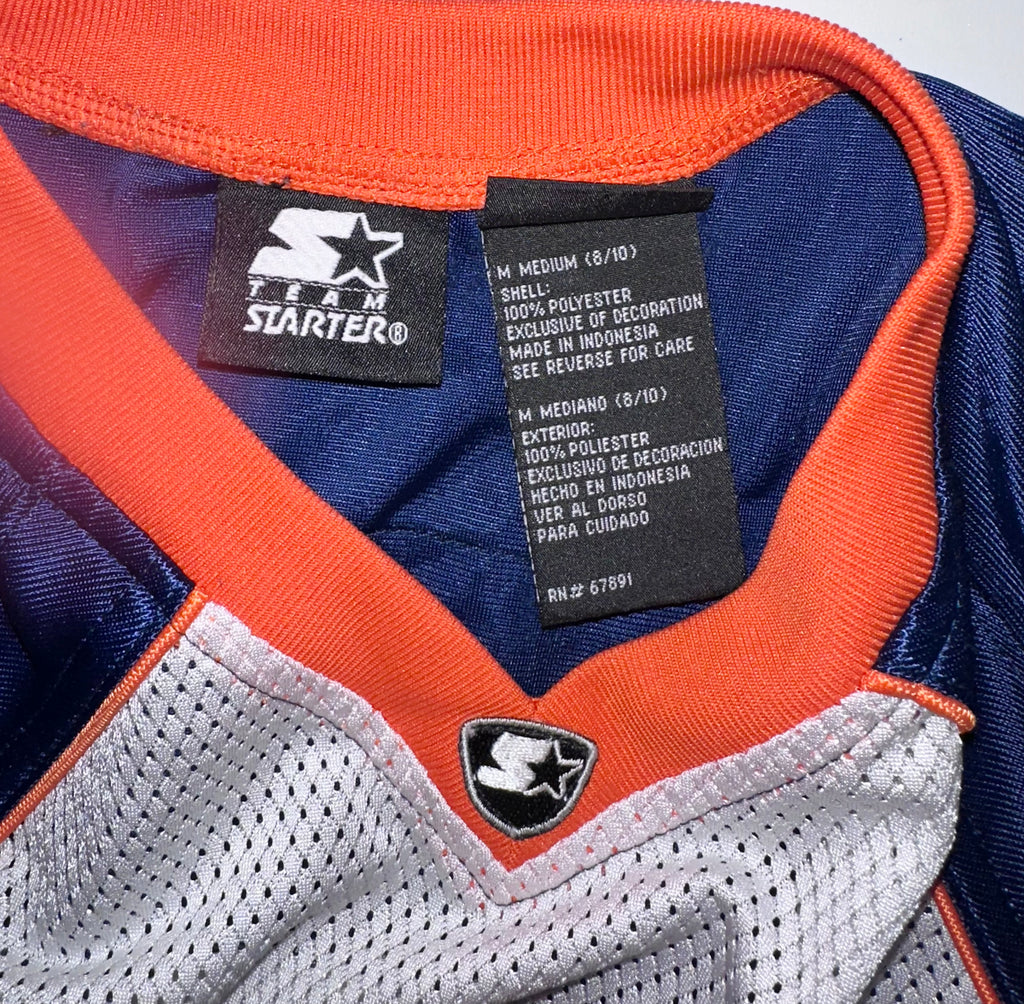 TEAM
STARTER®
M MEDIUM (8/10)
SHELL:
100% POLYESTER
EXCLUSIVE OF DECORATION
MADE IN INDONESIA
SEE REVERSE FOR CARE
M MEDIANO (8/10)
EXTERIOR:
100% POLIESTER
EXCLUSIVO DE DECORACION
HECHO EN INDONESIA
VER AL DORSO
PARA CUIDADO
RN# 67891
S